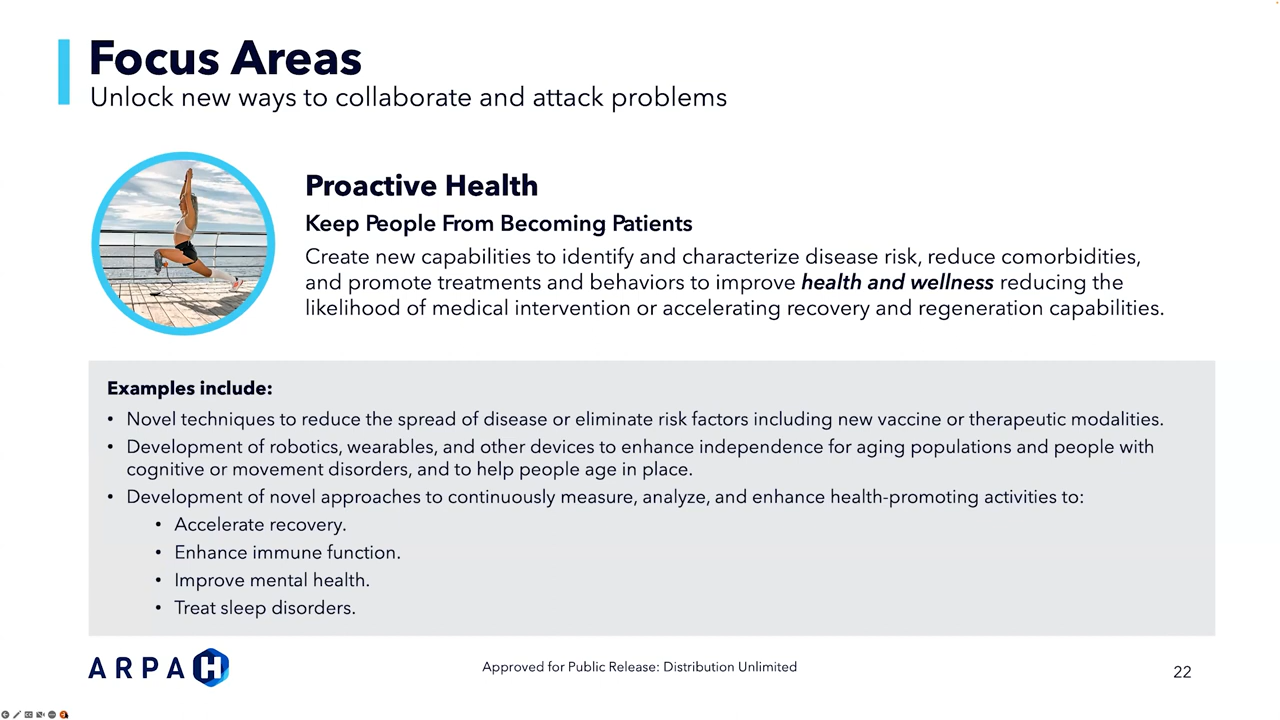 Focus Areas
Unlock new ways to collaborate and attack problems
Proactive Health
Keep People From Becoming Patients
Create new capabilities to identify and characterize disease risk, reduce comorbidities,
and promote treatments and behaviors to improve health and wellness reducing the
likelihood of medical intervention or accelerating recovery and regeneration capabilities.
Examples include:
• Novel techniques to reduce the spread of disease or eliminate risk factors including new vaccine or therapeutic modalities.
• Development of robotics, wearables, and other devices to enhance independence for aging populations and people with
cognitive or movement disorders, and to help people age in place.
• Development of novel approaches to continuously measure, analyze, and enhance health-promoting activities to:
• Accelerate recovery.
• Enhance immune function.
• Improve mental health.
• Treat sleep disorders.
ARPA H
Approved for Public Release: Distribution Unlimited
22